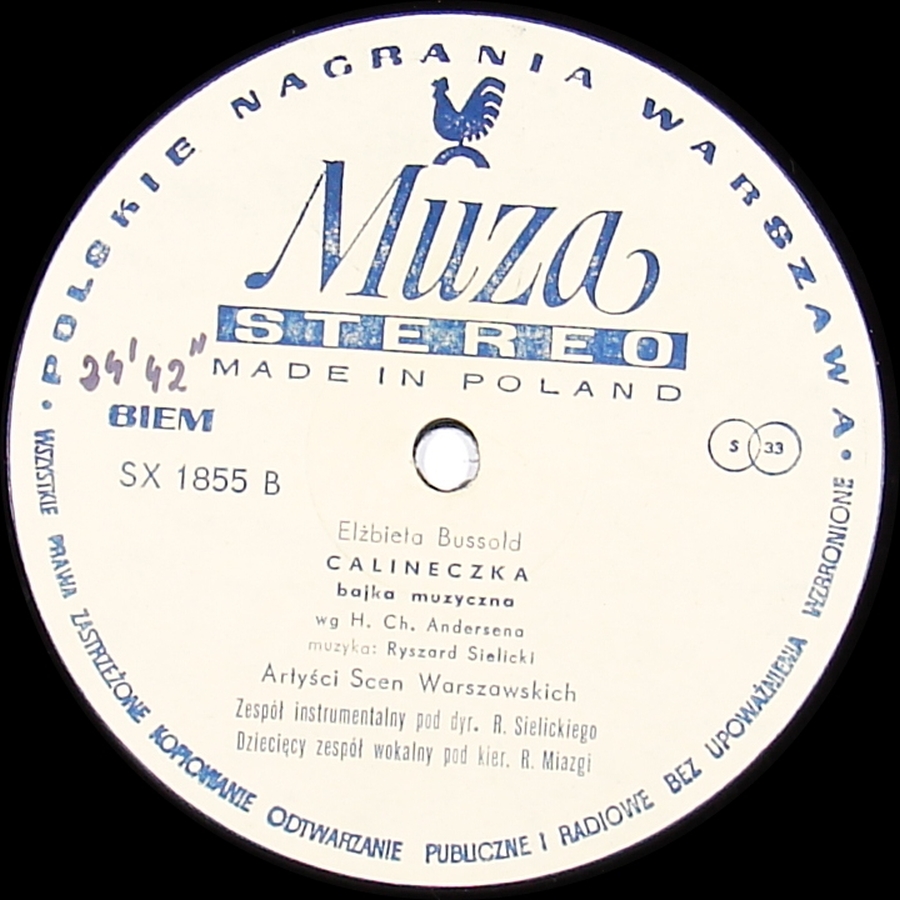 POLSKIE NAGRANIA WARSZAWA
Muza
STEREO
MADE IN POLAND
24'42"
BIEM
S 33
SX 1855 B
Elżbieta Bussold
CALINECZKA
bajka muzyczna
wg H. Ch. Andersena
muzyka: Ryszard Sielicki
Artyści Scen Warszawskich
Zespół instrumentalny pod dyr. R. Sielickiego
Dziecięcy zespół wokalny pod kier. R. Miazgi
• WSZYSTKIE PRAWA ZASTRZEŻONE KOPIOWANIE ODTWARZANIE PUBLICZNE I RADIOWE BEZ UPOWAŻNIENIA WZBRONIONE •